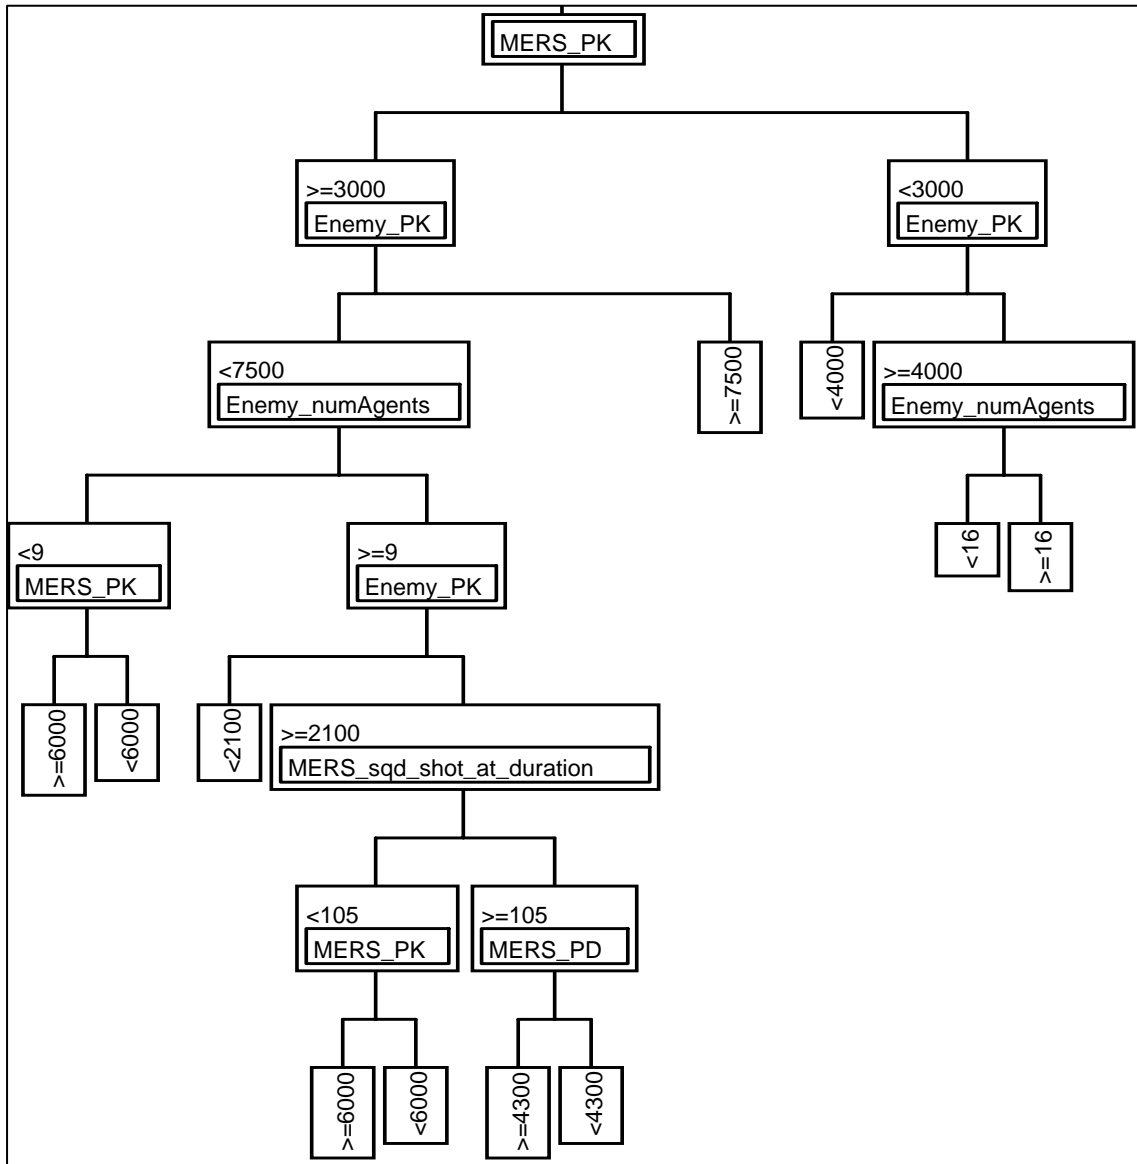 MERS_PK
>=3000
Enemy_PK
<3000
Enemy_PK
<7500
Enemy_numAgents
>=7500
<4000
>=4000
Enemy_numAgents
<9
MERS_PK
>=9
Enemy_PK
<16
>=16
>=6000
<6000
<2100
>=2100
MERS_sqd_shot_at_duration
<105
MERS_PK
>=105
MERS_PD
>=6000
<6000
>=4300
<4300